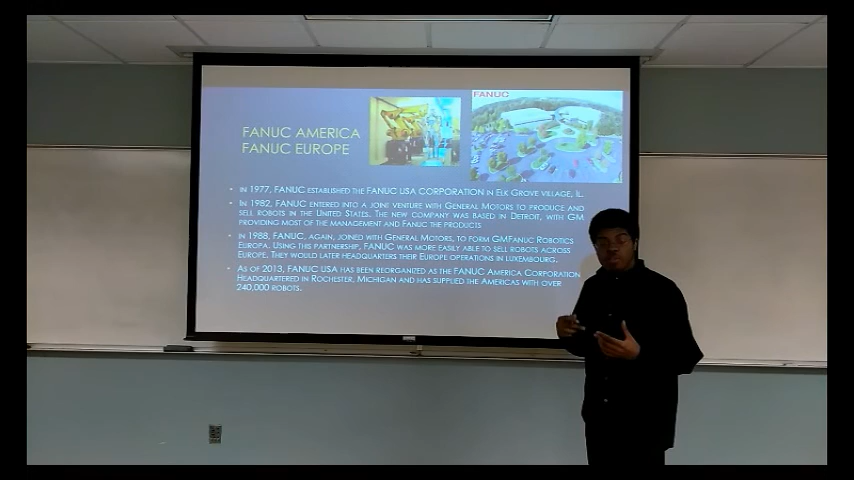 FANUC
FANUC AMERICA
FANUC EUROPE
• IN 1977, FANUC ESTABLISHED THE FANUC USA CORPORATION IN ELK GROVE VILLAGE, IL.
• IN 1982, FANUC ENTERED INTO A JOINT VENTURE WITH GENERAL MOTORS TO PRODUCE AND
SELL ROBOTS IN THE UNITED STATES. THE NEW COMPANY WAS BASED IN DETROIT, WITH GM
PROVIDING MOST OF THE MANAGEMENT AND FANUC THE PRODUCTS
• IN 1988, FANUC, AGAIN, JOINED WITH GENERAL MOTORS, TO FORM GMFANUC ROBOTICS
EUROPA. USING THIS PARTNERSHIP, FANUC WAS MORE EASILY ABLE TO SELL ROBOTS ACROSS
EUROPE. THEY WOULD LATER HEADQUARTERS THEIR EUROPE OPERATIONS IN LUXEMBOURG.
• AS OF 2013, FANUC USA HAS BEEN REORGANIZED AS THE FANUC AMERICA CORPORATION
HEADQUARTERED IN ROCHESTER, MICHIGAN AND HAS SUPPLIED THE AMERICAS WITH OVER
240,000 ROBOTS.